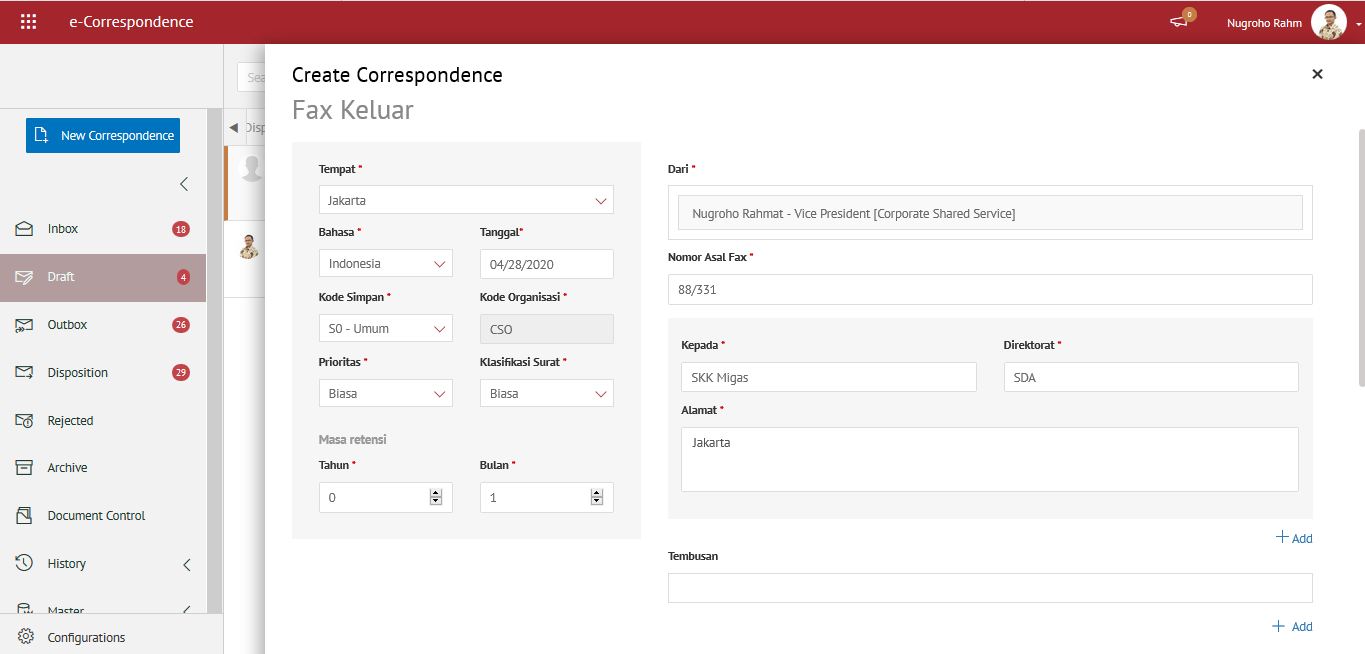 e-Correspondence
0
Nugroho Rahm
Create Correspondence
Fax Keluar
Sea
New Correspondence
Disp
Inbox 18
Draft 4
Outbox 26
Disposition 29
Rejected
Archive
Document Control
History
Master
Configurations
Tempat *
Jakarta
Bahasa * Tanggal*
Indonesia 04/28/2020
Kode Simpan * Kode Organisasi *
S0 - Umum CSO
Prioritas * Klasifikasi Surat *
Biasa Biasa
Masa retensi
Tahun * Bulan *
0 1
Dari *
Nugroho Rahmat - Vice President [Corporate Shared Service]
Nomor Asal Fax *
88/331
Kepada * Direktorat *
SKK Migas SDA
Alamat *
Jakarta
Add
Tembusan
Add